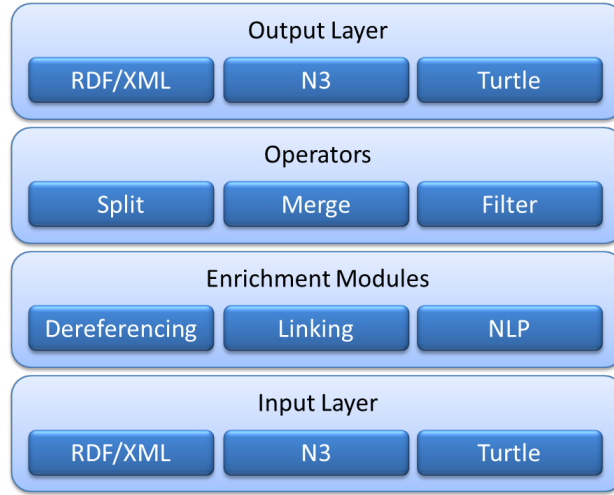 Output Layer
RDF/XML N3 Turtle
Operators
Split Merge Filter
Enrichment Modules
Dereferencing Linking NLP
Input Layer
RDF/XML N3 Turtle